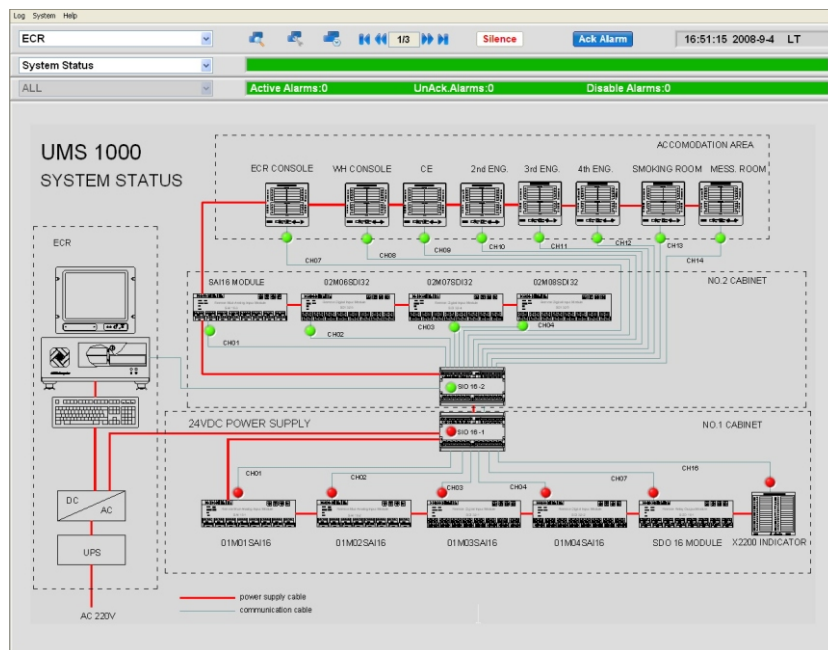 Log System Help
ECR 1/3 Silence Ack Alarm 16:51:15 2008-9-4 LT
System Status
ALL Active Alarms:0 UnAck.Alarms:0 Disable Alarms:0
UMS 1000
SYSTEM STATUS
ACCOMODATION AREA
ECR CONSOLE WH CONSOLE CE 2nd ENG. 3rd ENG. 4th ENG. SMOKING ROOM MESS. ROOM
CH07 CH08 CH09 CH10 CH11 CH12 CH13 CH14
ECR
NO.2 CABINET
SAI16 MODULE 02M06SDI32 02M07SDI32 02M08SDI32
CH01 CH02 CH03 CH04
SIO 16 -2
24VDC POWER SUPPLY
NO.1 CABINET
SIO 16 -1
CH01 CH02 CH03 CH04 CH07 CH16
DC
AC
01M01SAI16 01M02SAI16 01M03SAI16 01M04SAI16 SDO 16 MODULE X2200 INDICATOR
UPS
power supply cable
communication cable
AC 220V